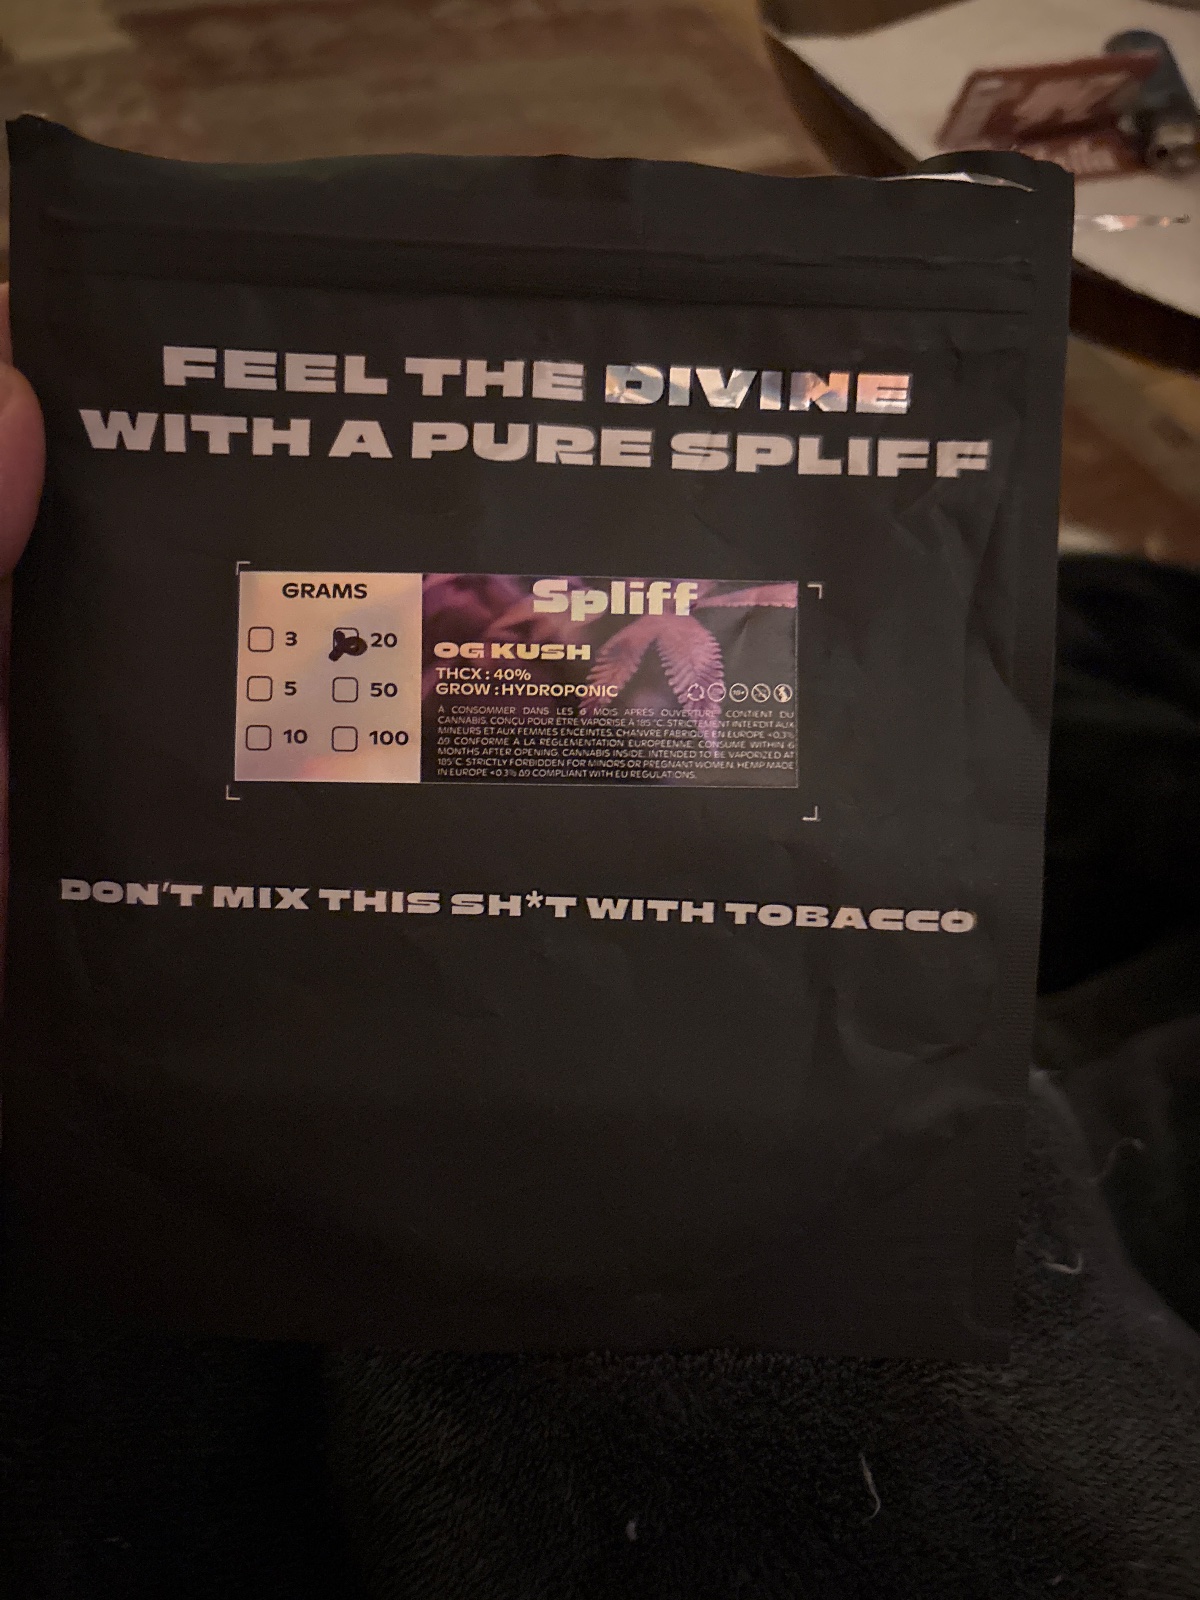 FEEL THE DIVINE
WITH A PURE SPLIFF
GRAMS
3
20
5
50
10
100
Spliff
OG KUSH
THCX : 40%
GROW : HYDROPONIC
À CONSOMMER DANS LES 6 MOIS APRÈS OUVERTURE. CONTIENT DU
CANNABIS. CONÇU POUR ÊTRE VAPORISÉ À 185°C. STRICTEMENT INTERDIT AUX
MINEURS ET AUX FEMMES ENCEINTES. CHANVRE FABRIQUÉ EN EUROPE <0.3%
Δ9 CONFORME À LA RÉGLEMENTATION EUROPÉENNE. CONSUME WITHIN 6
MONTHS AFTER OPENING. CANNABIS INSIDE. INTENDED TO BE VAPORIZED AT
185°C. STRICTLY FORBIDDEN FOR MINORS OR PREGNANT WOMEN. HEMP MADE
IN EUROPE <0.3% Δ9 COMPLIANT WITH EU REGULATIONS.
DON'T MIX THIS SH*T WITH TOBACCO